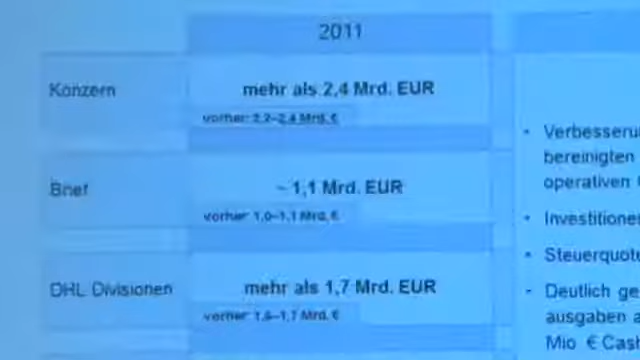 2011
Konzern
mehr als 2,4 Mrd. EUR
vorher: 2,2–2,4 Mrd. €
Brief
~ 1,1 Mrd. EUR
vorher: 1,0–1,1 Mrd. €
DHL Divisionen
mehr als 1,7 Mrd. EUR
vorher: 1,6–1,7 Mrd. €
bereinigten
operativen
Steuerquote
Deutlich
ausgaben
Mio €